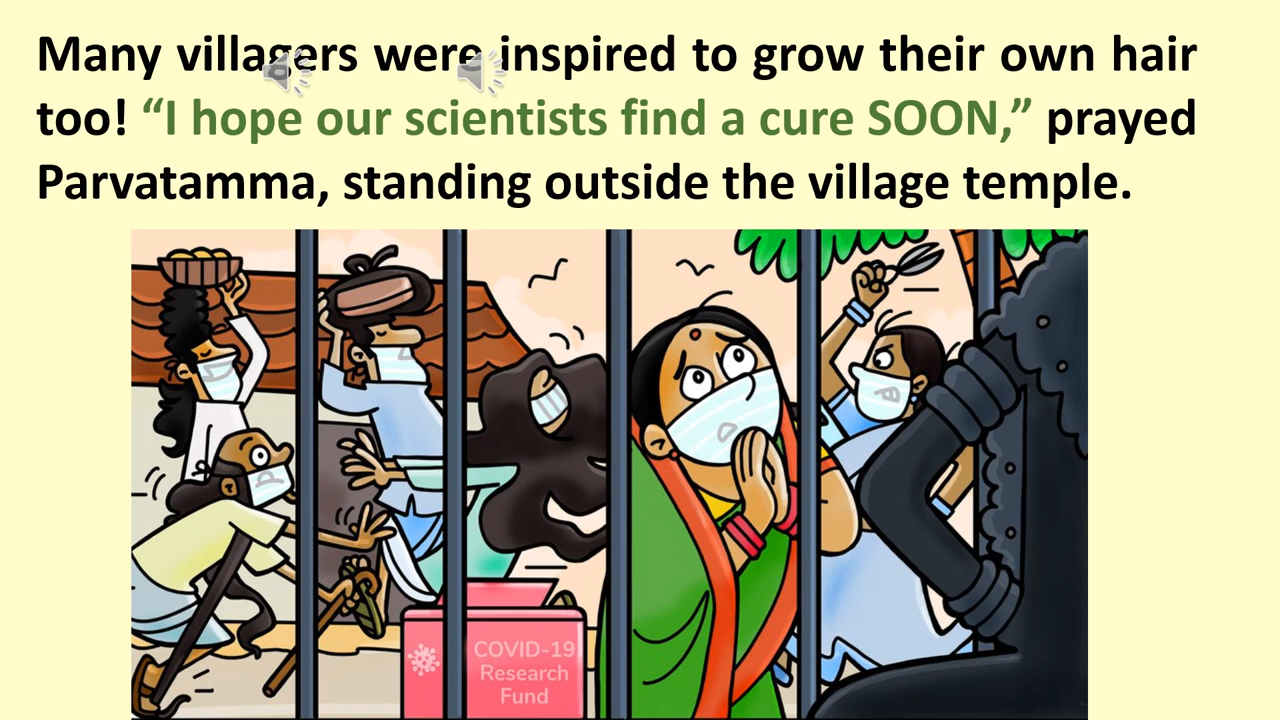 Many villagers were inspired to grow their own hair
too! “I hope our scientists find a cure SOON,” prayed
Parvatamma, standing outside the village temple.
COVID-19
Research
Fund